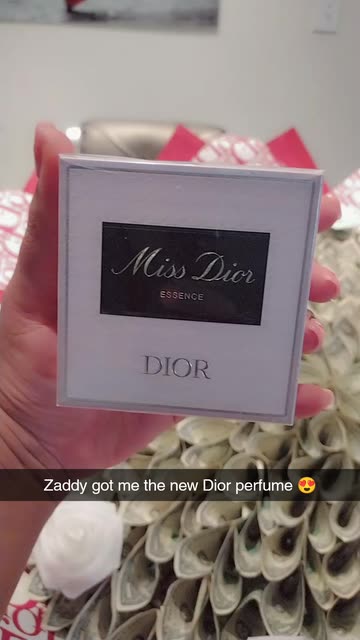 Miss Dior
ESSENCE
DIOR
Zaddy got me the new Dior perfume 😍